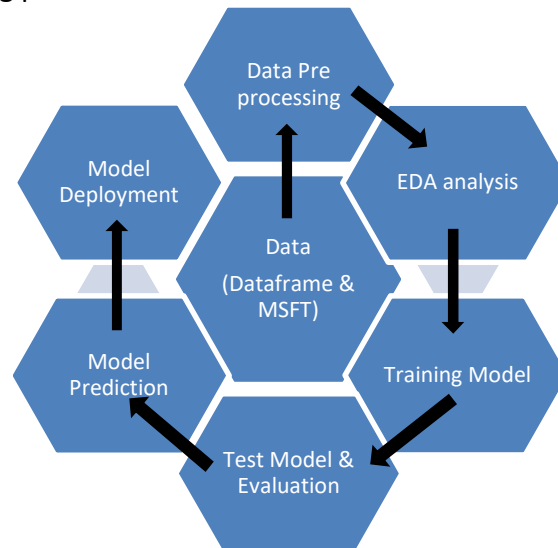 Data Pre
processing
EDA analysis
Model
Deployment
Data
(Dataframe &
MSFT)
Model
Prediction
Training Model
Test Model &
Evaluation